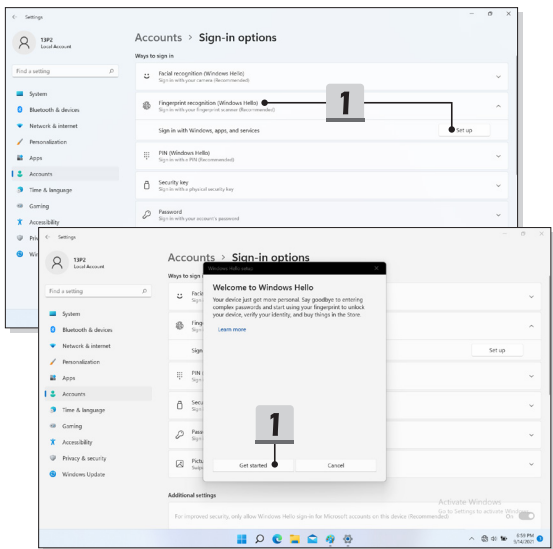 Settings
13P2
Local Account
Find a setting
System
Bluetooth & devices
Network & internet
Personalization
Apps
Accounts
Time & language
Gaming
Accessibility
Accounts > Sign-in options
Ways to sign in
Facial recognition (Windows Hello)
Sign in with your camera (Recommended)
Fingerprint recognition (Windows Hello)
Sign in with your fingerprint scanner (Recommended)
1
Sign in with Windows, apps, and services
Set up
PIN (Windows Hello)
Sign in with a PIN (Recommended)
Security key
Sign in with a physical security key
Password
Sign in with your account's password
Settings
13P2
Local Account
Find a setting
System
Bluetooth & devices
Network & internet
Personalization
Apps
Accounts
Time & language
Gaming
Accessibility
Privacy & security
Windows Update
Accounts > Sign-in options
Ways to sign
Windows Hello setup
Welcome to Windows Hello
Your device just got more personal. Say goodbye to entering
complex passwords and start using your fingerprint to unlock
your device, verify your identity, and buy things in the Store.
Learn more
Set up
1
Get started
Cancel
Additional settings
For improved security, only allow Windows Hello sign-in for Microsoft accounts on this device (Recommended)
On
Activate Windows
Go to Settings to activate Windows.
6:59 PM